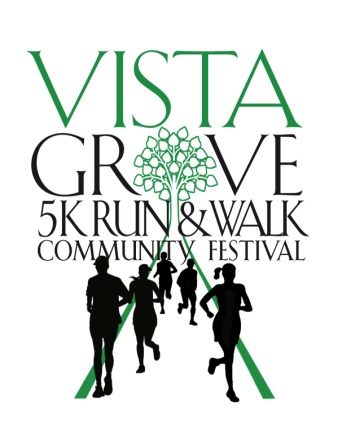 VISTA
GROVE
5K RUN & WALK
COMMUNITY FESTIVAL